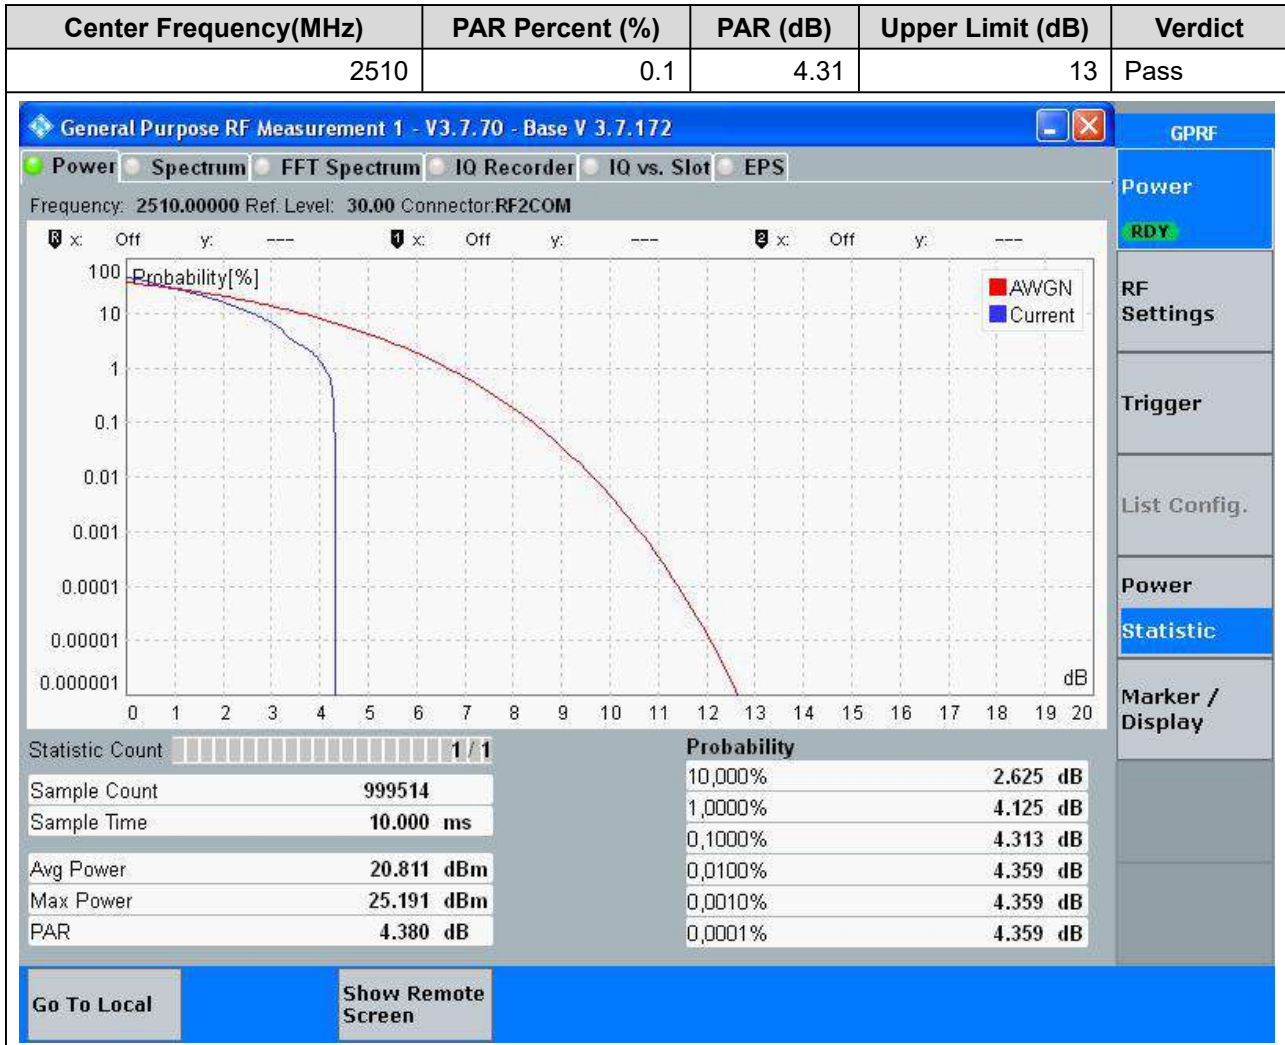 Center Frequency(MHz) PAR Percent (%) PAR (dB) Upper Limit (dB) Verdict
2510 0.1 4.31 13 Pass
General Purpose RF Measurement 1 - V3.7.70 - Base V 3.7.172
GPRF
Power Spectrum FFT Spectrum IQ Recorder IQ vs. Slot EPS
Frequency: 2510.00000 Ref. Level: 30.00 Connector:RF2COM
R x: Off y: --- 1 x: Off y: --- 2 x: Off y: ---
Probability[%]
100
10
1
0.1
0.01
0.001
0.0001
0.00001
0.000001
AWGN
Current
dB
0 1 2 3 4 5 6 7 8 9 10 11 12 13 14 15 16 17 18 19 20
Statistic Count 1 / 1
Sample Count 999514
Sample Time 10.000 ms
Avg Power 20.811 dBm
Max Power 25.191 dBm
PAR 4.380 dB
Probability
10,000% 2.625 dB
1,0000% 4.125 dB
0,1000% 4.313 dB
0,0100% 4.359 dB
0,0010% 4.359 dB
0,0001% 4.359 dB
Power
RDY
RF
Settings
Trigger
List Config.
Power
Statistic
Marker /
Display
Go To Local
Show Remote
Screen